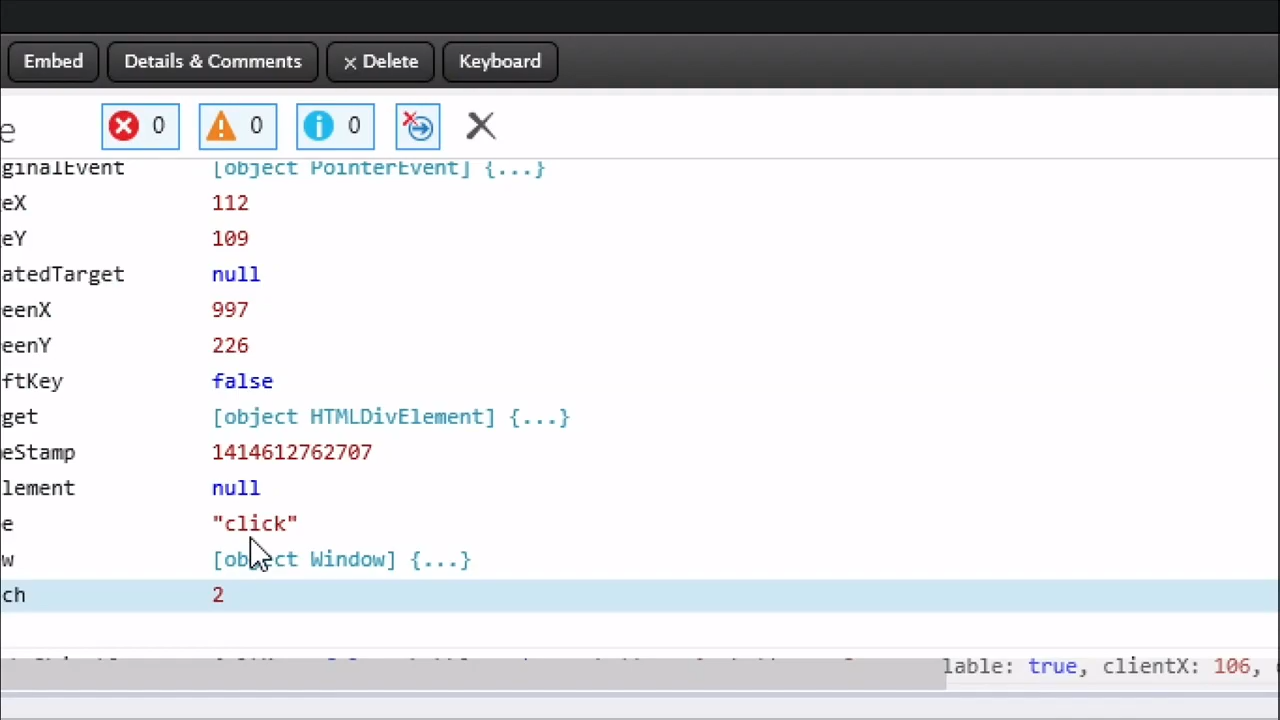 Embed Details & Comments × Delete Keyboard
e 0 0 0
ginalEvent [object PointerEvent] {...}
eX 112
eY 109
atedTarget null
eenX 997
eenY 226
ftKey false
get [object HTMLDivElement] {...}
eStamp 1414612762707
lement null
e "click"
w [object Window] {...}
ch 2
lable: true, clientX: 106,